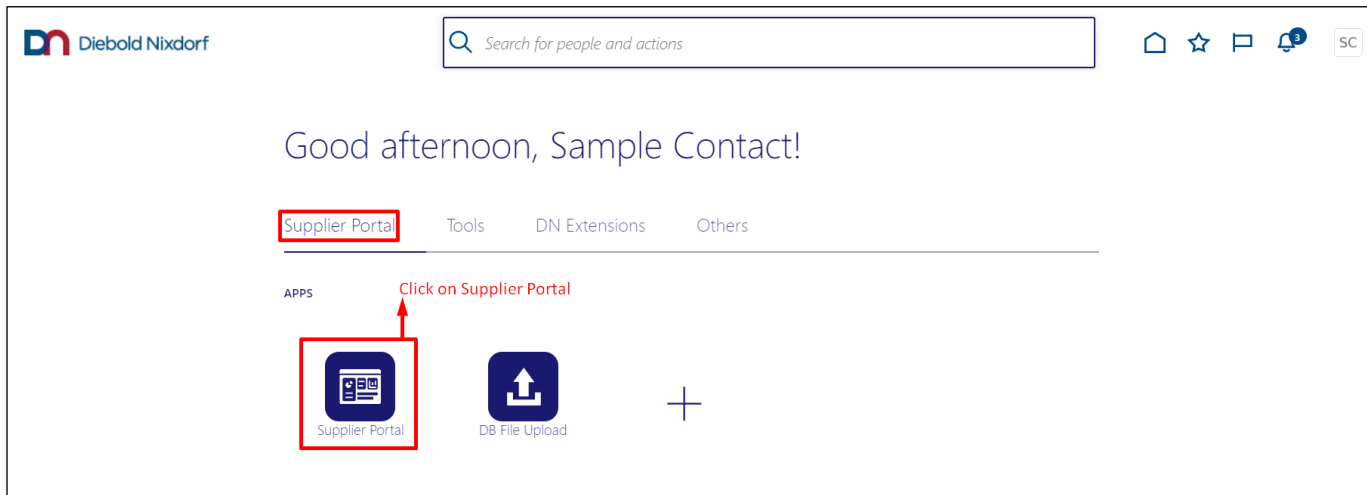 Diebold Nixdorf
Search for people and actions
3
SC
Good afternoon, Sample Contact!
Supplier Portal Tools DN Extensions Others
APPS
Click on Supplier Portal
Supplier Portal DB File Upload